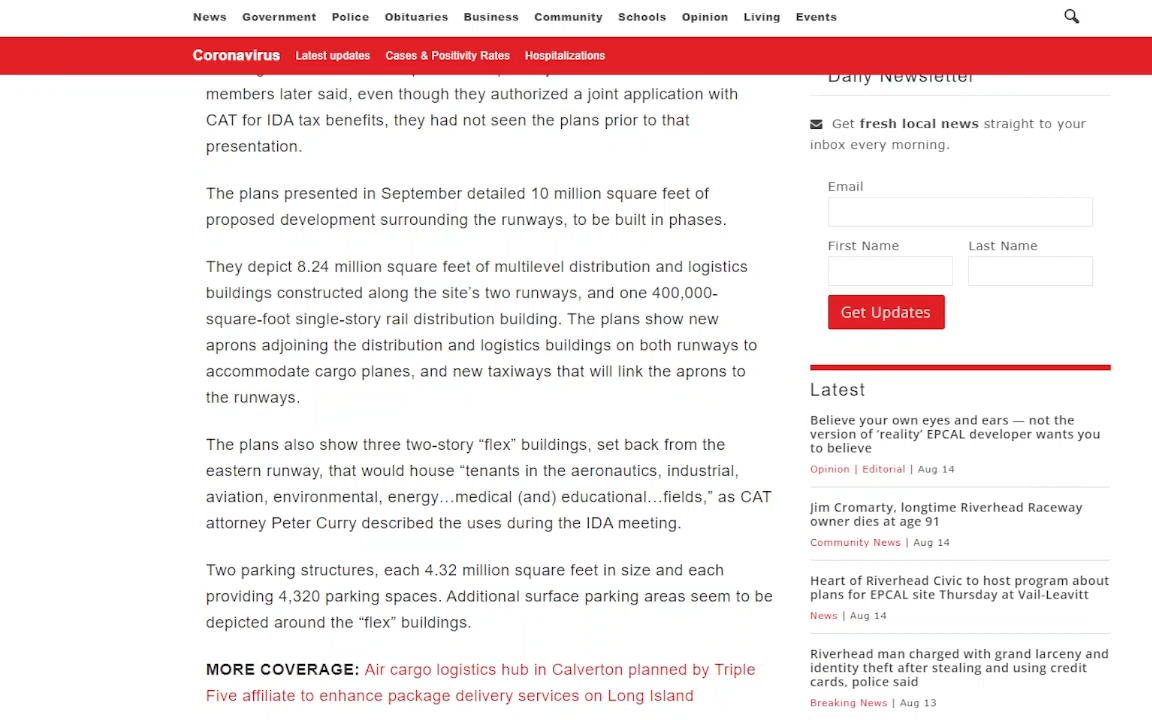 News Government Police Obituaries Business Community Schools Opinion Living Events
Coronavirus Latest updates Cases & Positivity Rates Hospitalizations
members later said, even though they authorized a joint application with
CAT for IDA tax benefits, they had not seen the plans prior to that
presentation.
The plans presented in September detailed 10 million square feet of
proposed development surrounding the runways, to be built in phases.
They depict 8.24 million square feet of multilevel distribution and logistics
buildings constructed along the site’s two runways, and one 400,000-
square-foot single-story rail distribution building. The plans show new
aprons adjoining the distribution and logistics buildings on both runways to
accommodate cargo planes, and new taxiways that will link the aprons to
the runways.
The plans also show three two-story “flex” buildings, set back from the
eastern runway, that would house “tenants in the aeronautics, industrial,
aviation, environmental, energy…medical (and) educational…fields,” as CAT
attorney Peter Curry described the uses during the IDA meeting.
Two parking structures, each 4.32 million square feet in size and each
providing 4,320 parking spaces. Additional surface parking areas seem to be
depicted around the “flex” buildings.
MORE COVERAGE: Air cargo logistics hub in Calverton planned by Triple
Five affiliate to enhance package delivery services on Long Island
Daily Newsletter
Get fresh local news straight to your
inbox every morning.
Email
First Name Last Name
Get Updates
Latest
Believe your own eyes and ears — not the
version of ‘reality’ EPCAL developer wants you
to believe
Opinion | Editorial | Aug 14
Jim Cromarty, longtime Riverhead Raceway
owner dies at age 91
Community News | Aug 14
Heart of Riverhead Civic to host program about
plans for EPCAL site Thursday at Vail-Leavitt
News | Aug 14
Riverhead man charged with grand larceny and
identity theft after stealing and using credit
cards, police said
Breaking News | Aug 13